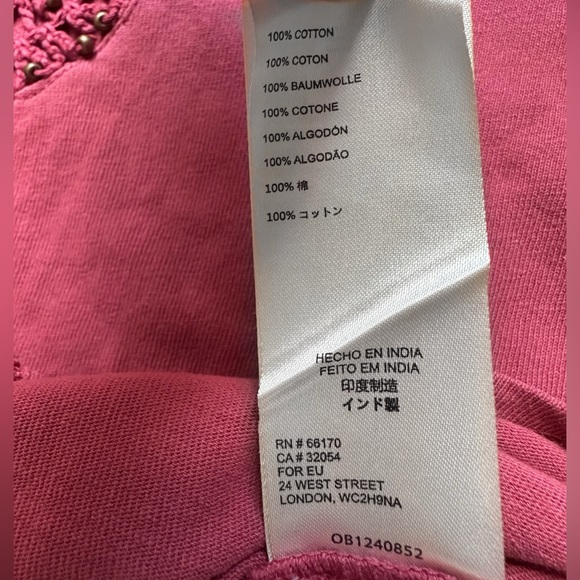 100% COTTON
100% COTON
100% BAUMWOLLE
100% COTONE
100% ALGODÓN
100% ALGODÃO
100% 棉
100% コットン
HECHO EN INDIA
FEITO EM INDIA
印度制造
インド製
RN # 66170
CA # 32054
FOR EU
24 WEST STREET
LONDON, WC2H9NA
OB1240852